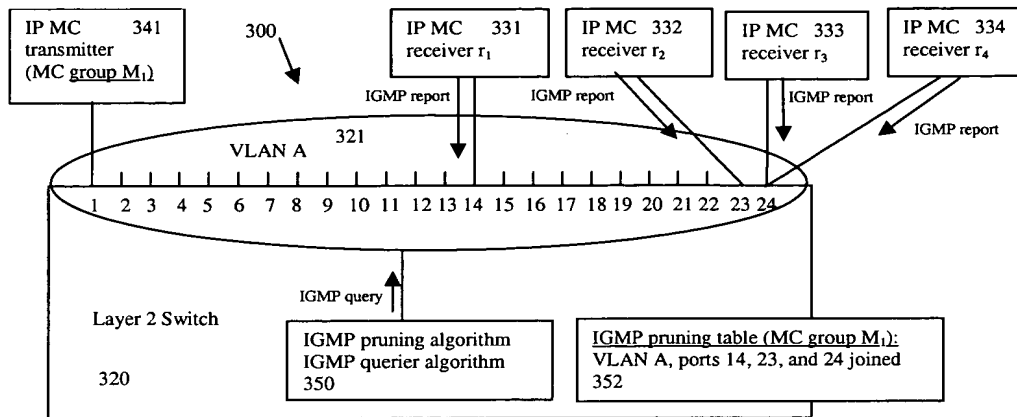 IP MC 341
transmitter
(MC group M1)
300
IP MC 331
receiver r1
IP MC 332
receiver r2
IP MC 333
receiver r3
IP MC 334
receiver r4
IGMP report
IGMP report
IGMP report
IGMP report
321
VLAN A
1 2 3 4 5 6 7 8 9 10 11 12 13 14 15 16 17 18 19 20 21 22 23 24
IGMP query
Layer 2 Switch
320
IGMP pruning algorithm
IGMP querier algorithm
350
IGMP pruning table (MC group M1):
VLAN A, ports 14, 23, and 24 joined
352